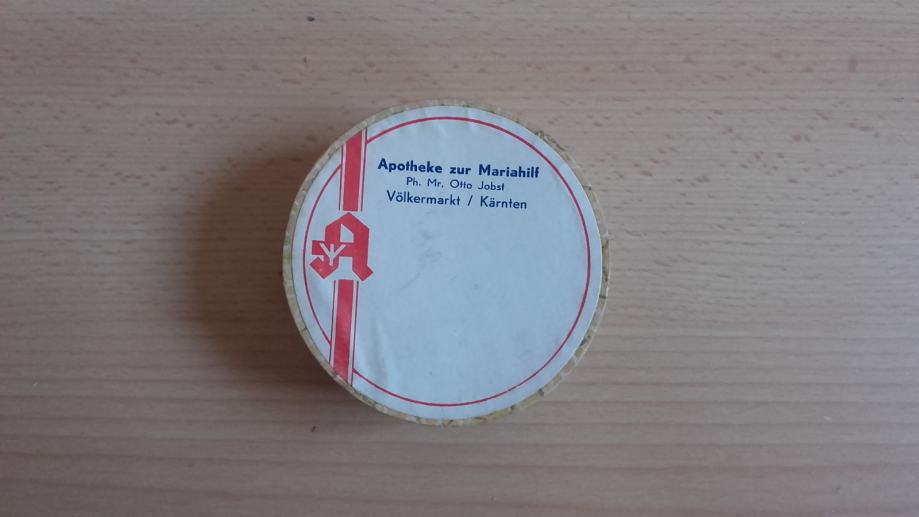 Apotheke zur Mariahilf
Ph. Mr. Otto Jobst
Völkermarkt / Kärnten
A